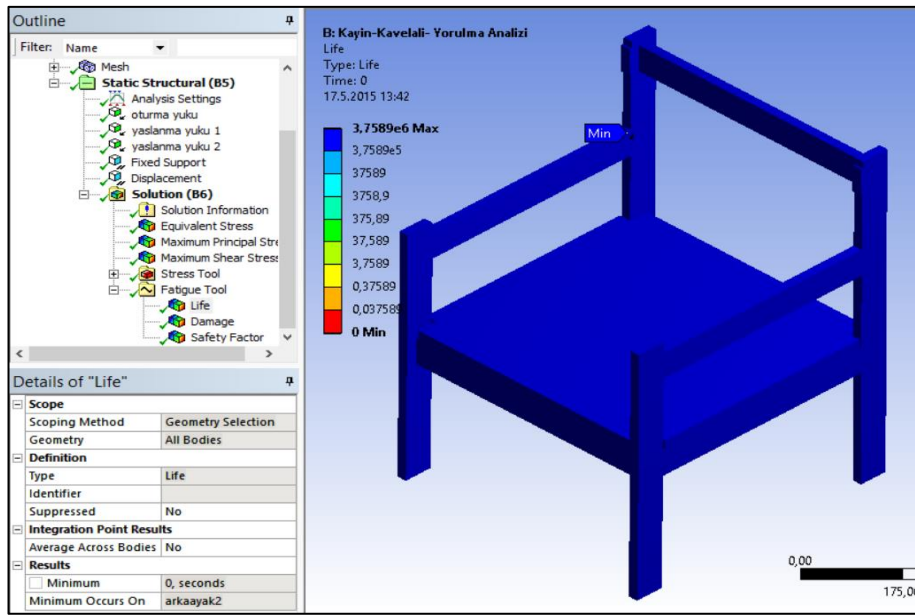 Outline
Filter: Name
Mesh
Static Structural (B5)
Analysis Settings
oturma yuku
yaslanma yuku 1
yaslanma yuku 2
Fixed Support
Displacement
Solution (B6)
Solution Information
Equivalent Stress
Maximum Principal Stre
Maximum Shear Stress
Stress Tool
Fatigue Tool
Life
Damage
Safety Factor
Details of "Life"
Scope
Scoping Method Geometry Selection
Geometry All Bodies
Definition
Type Life
Identifier
Suppressed No
Integration Point Results
Average Across Bodies No
Results
Minimum 0, seconds
Minimum Occurs On arkaayak2
B: Kayin-Kavelali- Yorulma Analizi
Life
Type: Life
Time: 0
17.5.2015 13:42
3,7589e6 Max
3,7589e5
37589
3758,9
375,89
37,589
3,7589
0,37589
0,037589
0 Min
Min
0,00
175,00